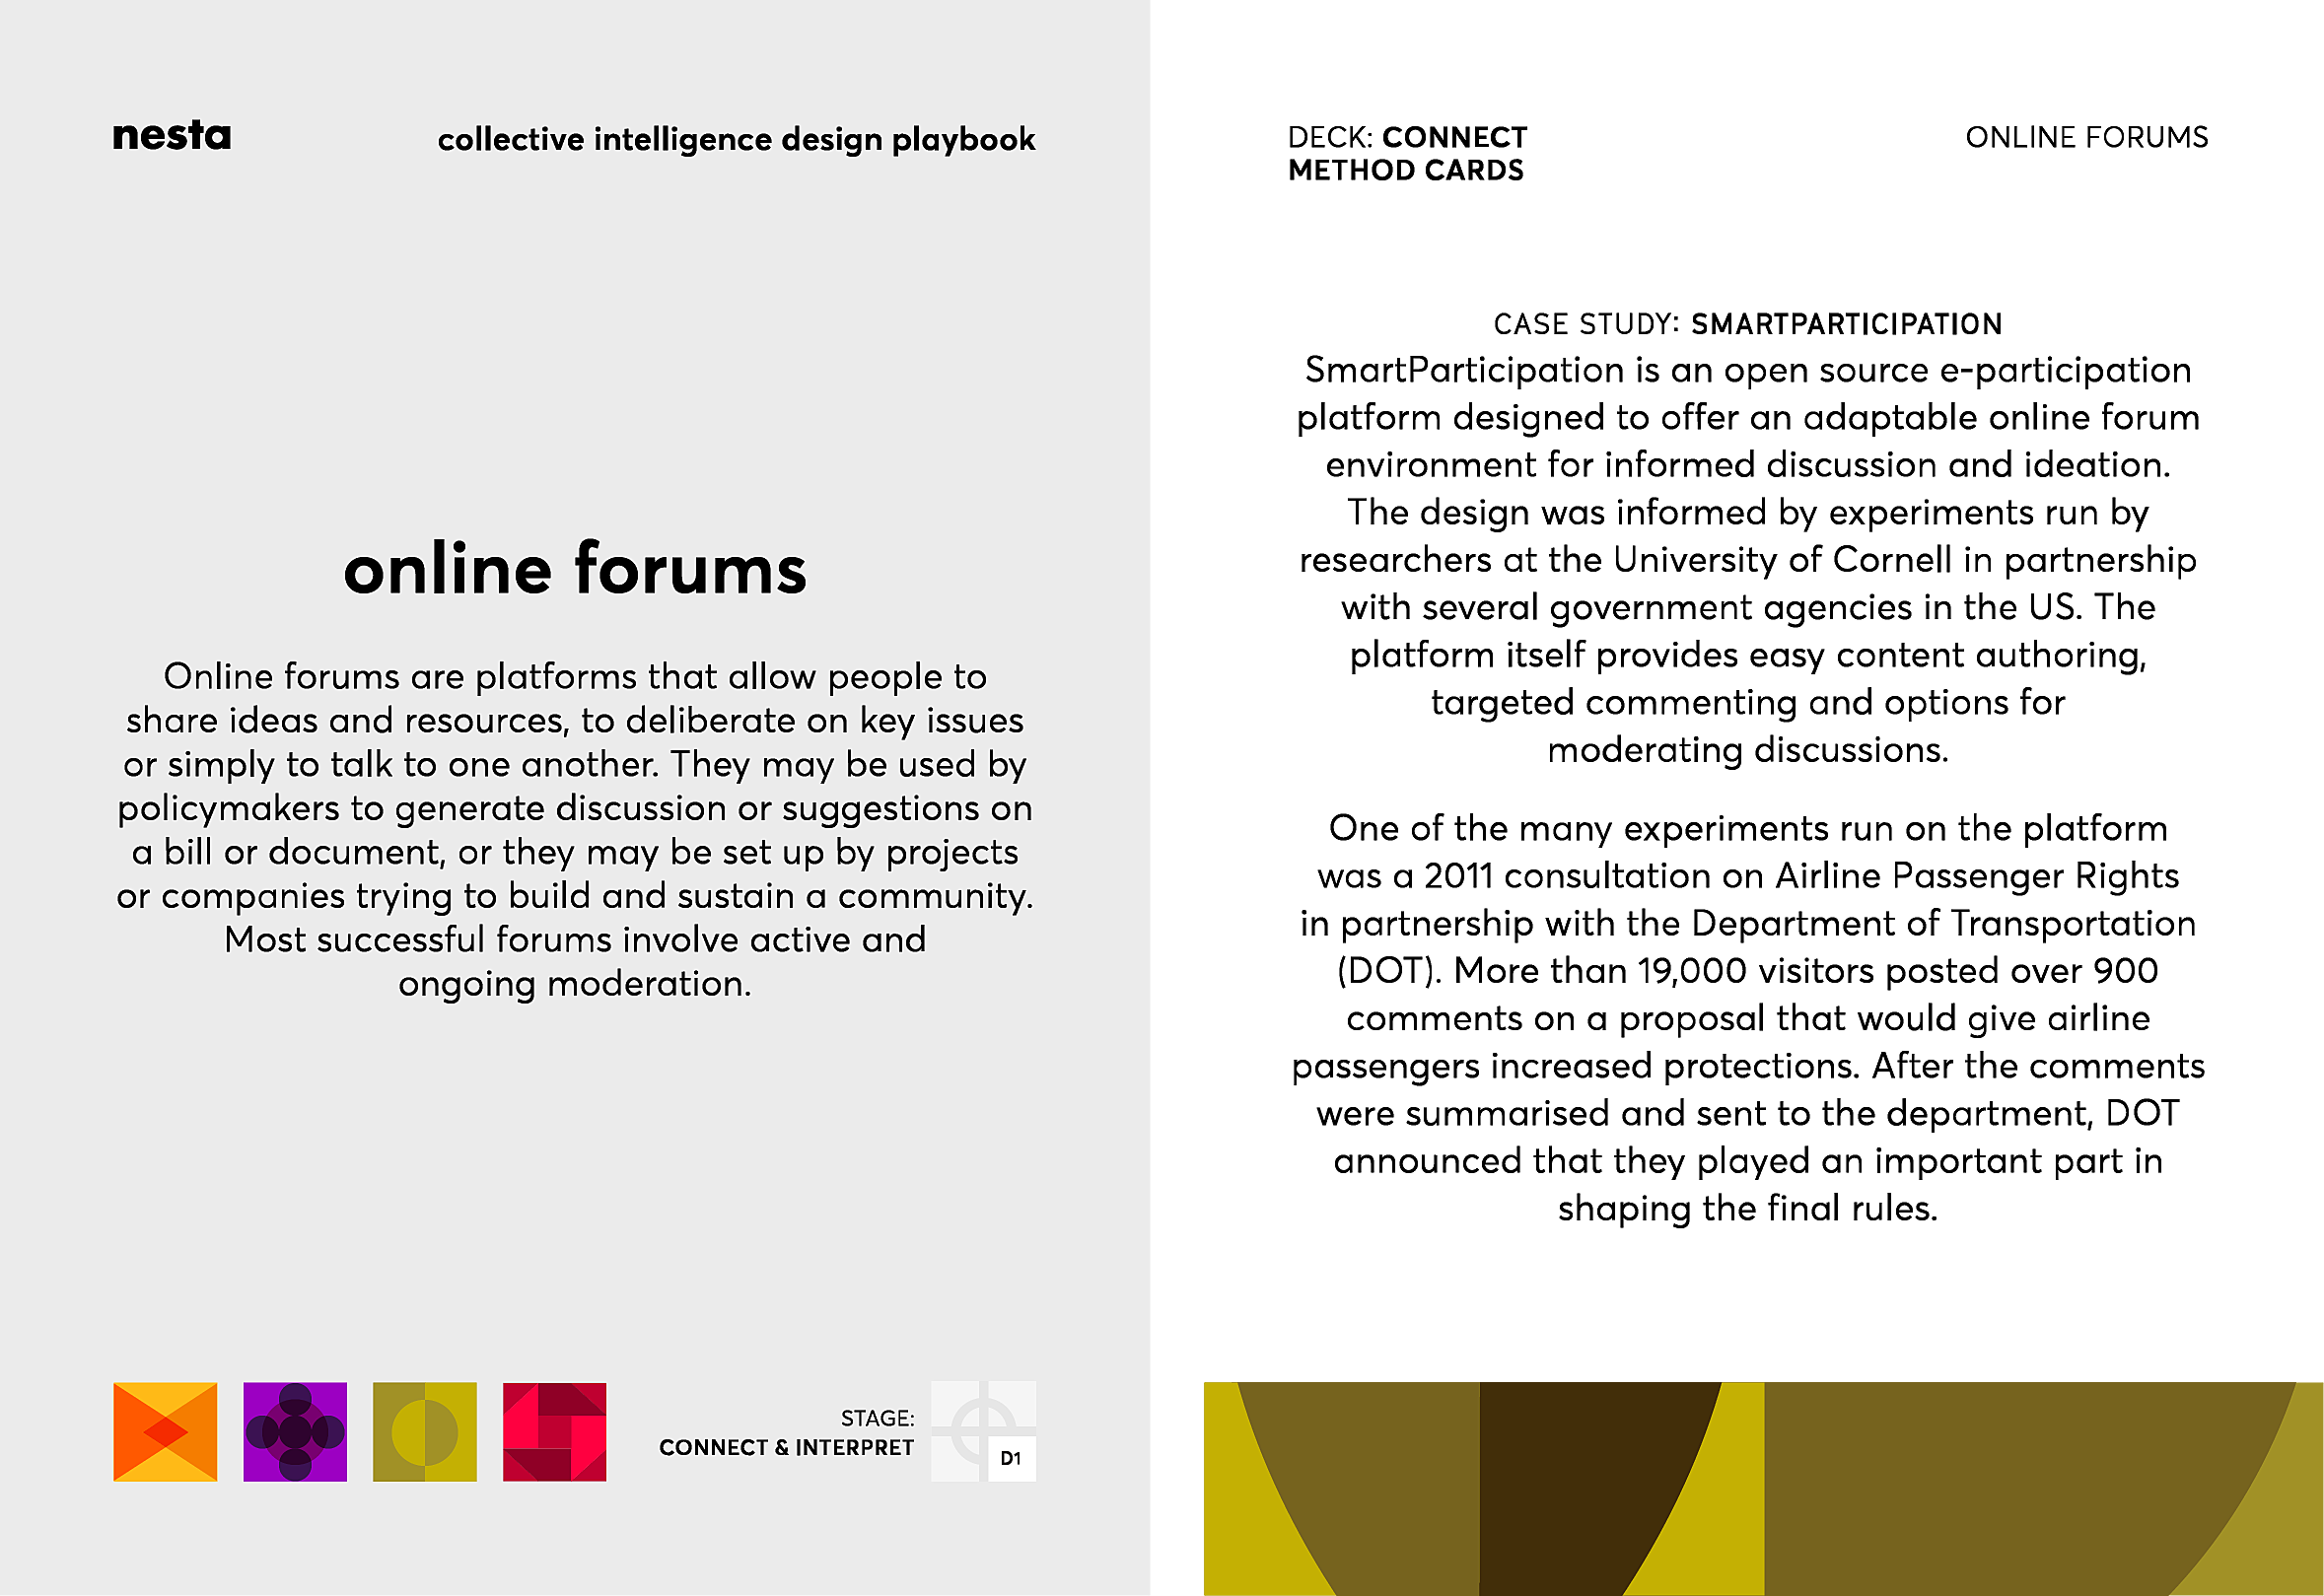 nesta
collective intelligence design playbook
online forums
Online forums are platforms that allow people to
share ideas and resources, to deliberate on key issues
or simply to talk to one another. They may be used by
policymakers to generate discussion or suggestions on
a bill or document, or they may be set up by projects
or companies trying to build and sustain a community.
Most successful forums involve active and
ongoing moderation.
STAGE:
CONNECT & INTERPRET
D1
DECK: CONNECT
METHOD CARDS
ONLINE FORUMS
CASE STUDY: SMARTPARTICIPATION
SmartParticipation is an open source e-participation
platform designed to offer an adaptable online forum
environment for informed discussion and ideation.
The design was informed by experiments run by
researchers at the University of Cornell in partnership
with several government agencies in the US. The
platform itself provides easy content authoring,
targeted commenting and options for
moderating discussions.
One of the many experiments run on the platform
was a 2011 consultation on Airline Passenger Rights
in partnership with the Department of Transportation
(DOT). More than 19,000 visitors posted over 900
comments on a proposal that would give airline
passengers increased protections. After the comments
were summarised and sent to the department, DOT
announced that they played an important part in
shaping the final rules.